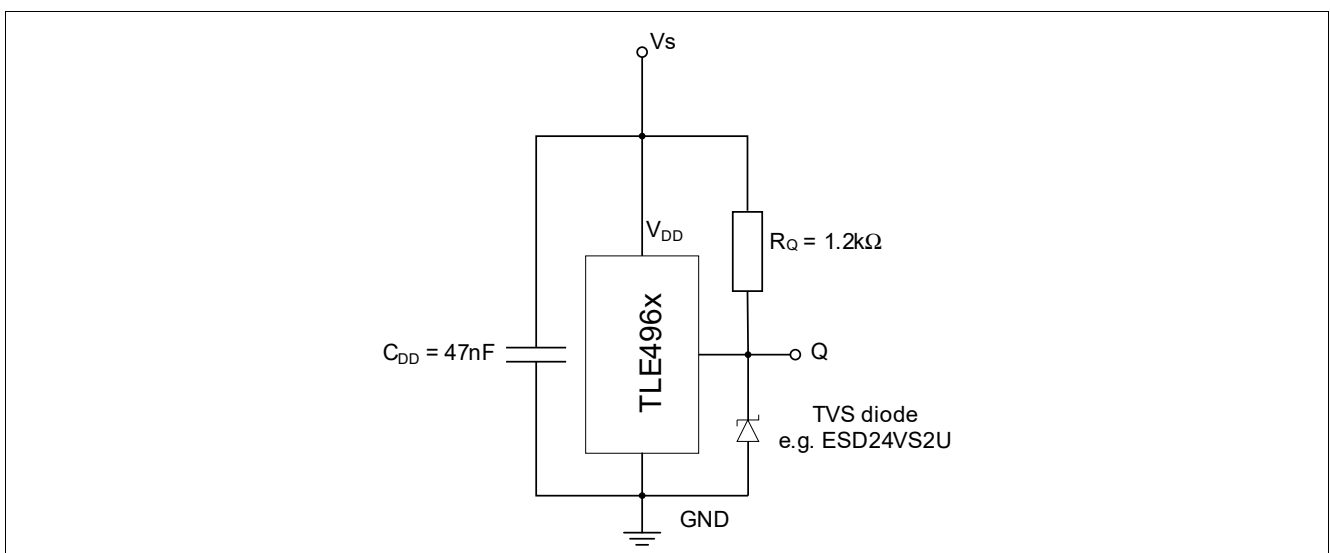 Vs
V_DD
R_Q = 1.2kΩ
TLE496x
C_DD = 47nF
Q
TVS diode
e.g. ESD24VS2U
GND